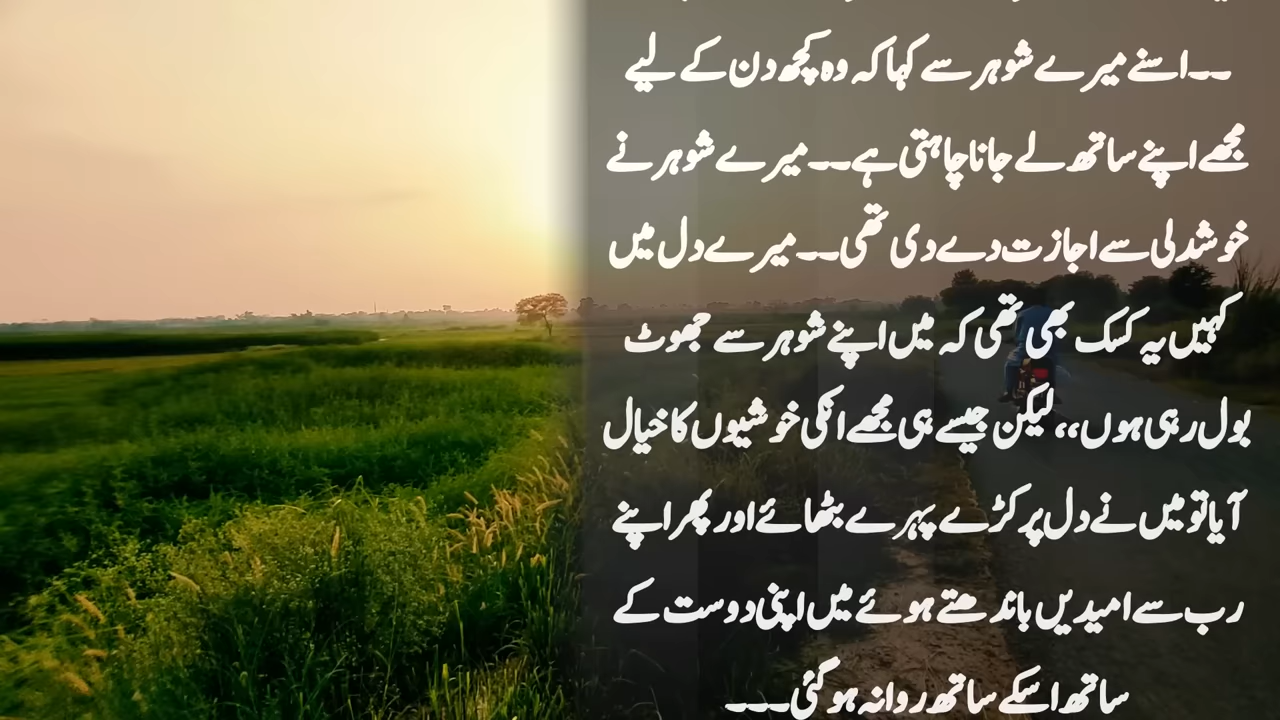 ۔۔اسنے میرے شوہر سے کہا کہ وہ کچھ دن کے لیے
مجھے اپنے ساتھ لے جانا چاہتی ہے۔۔میرے شوہر نے
خوشدلی سے اجازت دے دی تھی۔۔میرے دل میں
کہیں یہ کسک بھی تھی کہ میں اپنے شوہر سے جھوٹ
بول رہی ہوں،،لیکن جیسے ہی مجھے انکی خوشیوں کا خیال
آیا تو میں نے دل پر کڑے پہرے بٹھائے اور پھر اپنے
رب سے امیدیں باندھتے ہوئے میں اپنی دوست کے
ساتھ اسکے ساتھ روانہ ہو گئی۔۔۔